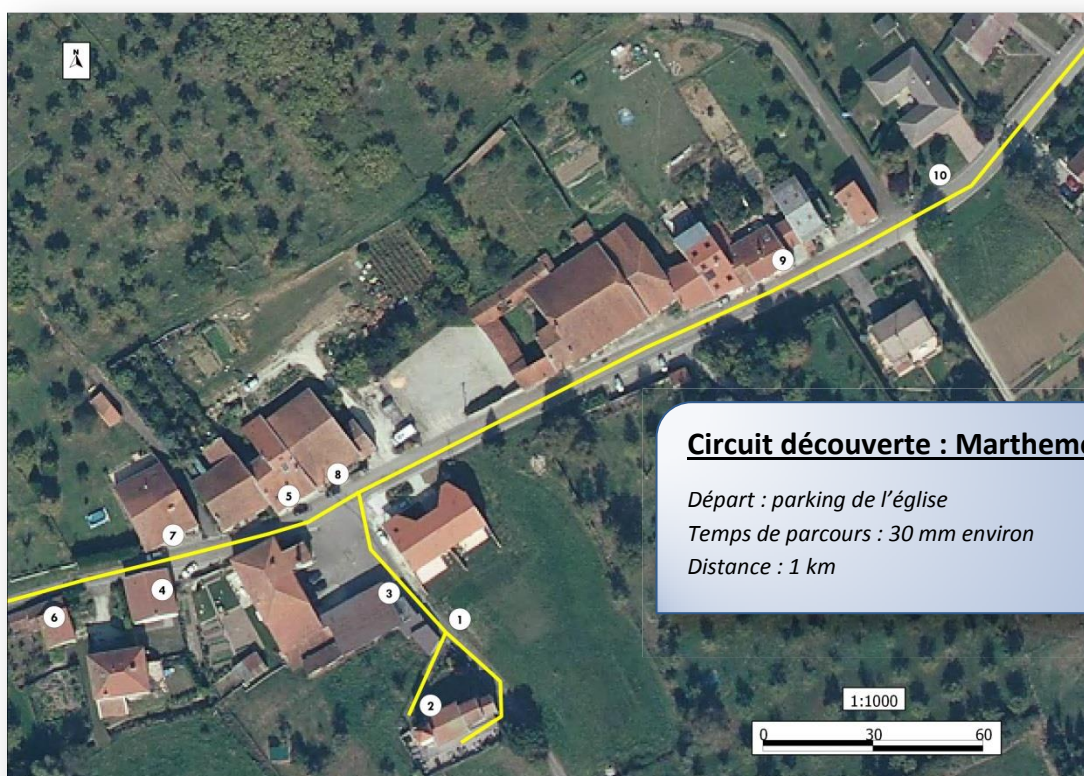 N
10
9
8
5
7
4
6
3
1
2
Circuit découverte : Marthem
Départ : parking de l’église
Temps de parcours : 30 mm environ
Distance : 1 km
1:1000
0 30 60